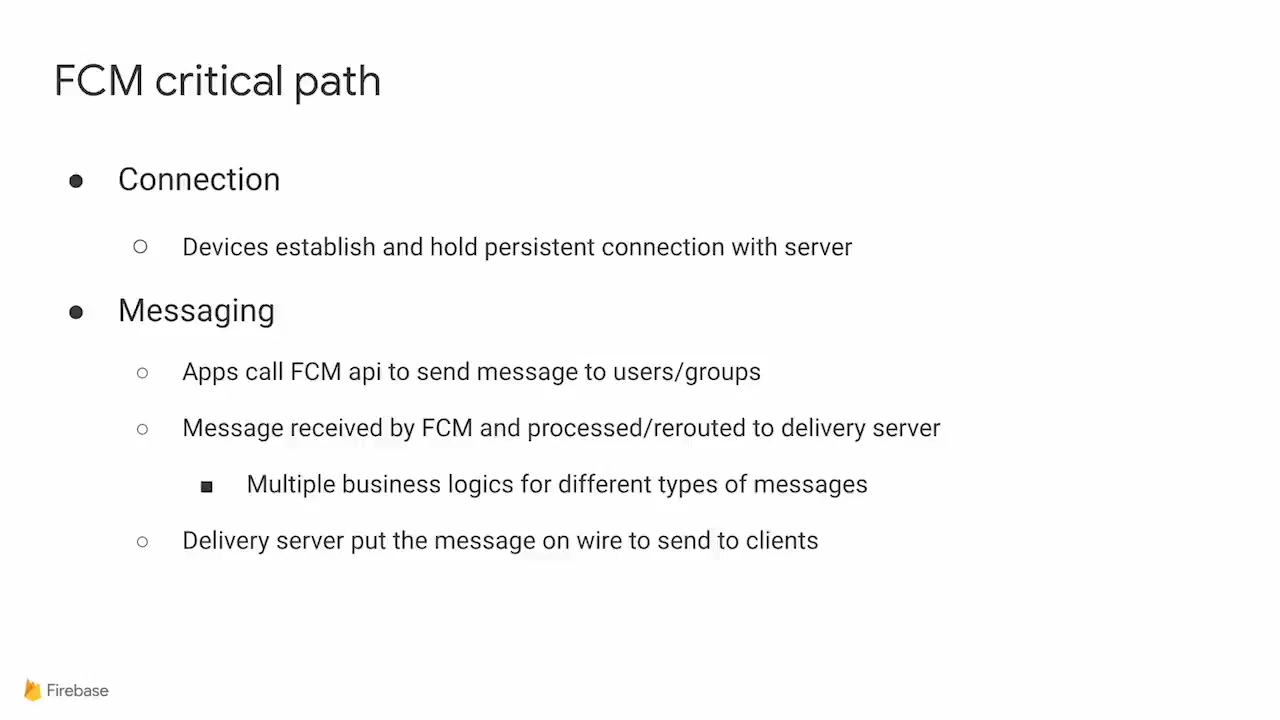 FCM critical path
● Connection
○ Devices establish and hold persistent connection with server
● Messaging
○ Apps call FCM api to send message to users/groups
○ Message received by FCM and processed/rerouted to delivery server
■ Multiple business logics for different types of messages
○ Delivery server put the message on wire to send to clients
Firebase